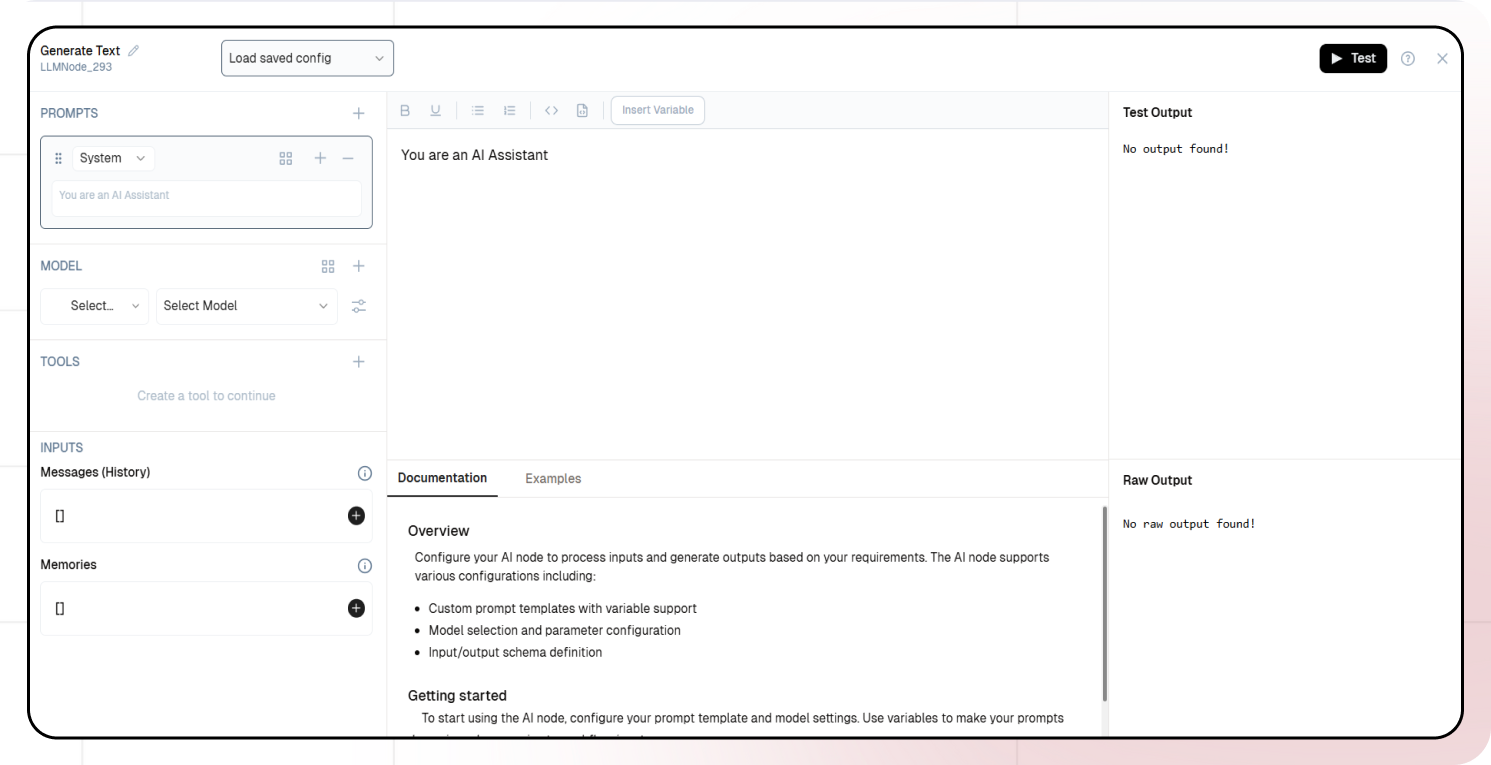 Generate Text
LLMNode_293
Load saved config
Test
PROMPTS
System
You are an AI Assistant
MODEL
Select...
Select Model
TOOLS
Create a tool to continue
INPUTS
Messages (History)
[]
Memories
[]
B
U
Insert Variable
You are an AI Assistant
Documentation
Examples
Overview
Configure your AI node to process inputs and generate outputs based on your requirements. The AI node supports
various configurations including:
• Custom prompt templates with variable support
• Model selection and parameter configuration
• Input/output schema definition
Getting started
To start using the AI node, configure your prompt template and model settings. Use variables to make your prompts
Test Output
No output found!
Raw Output
No raw output found!